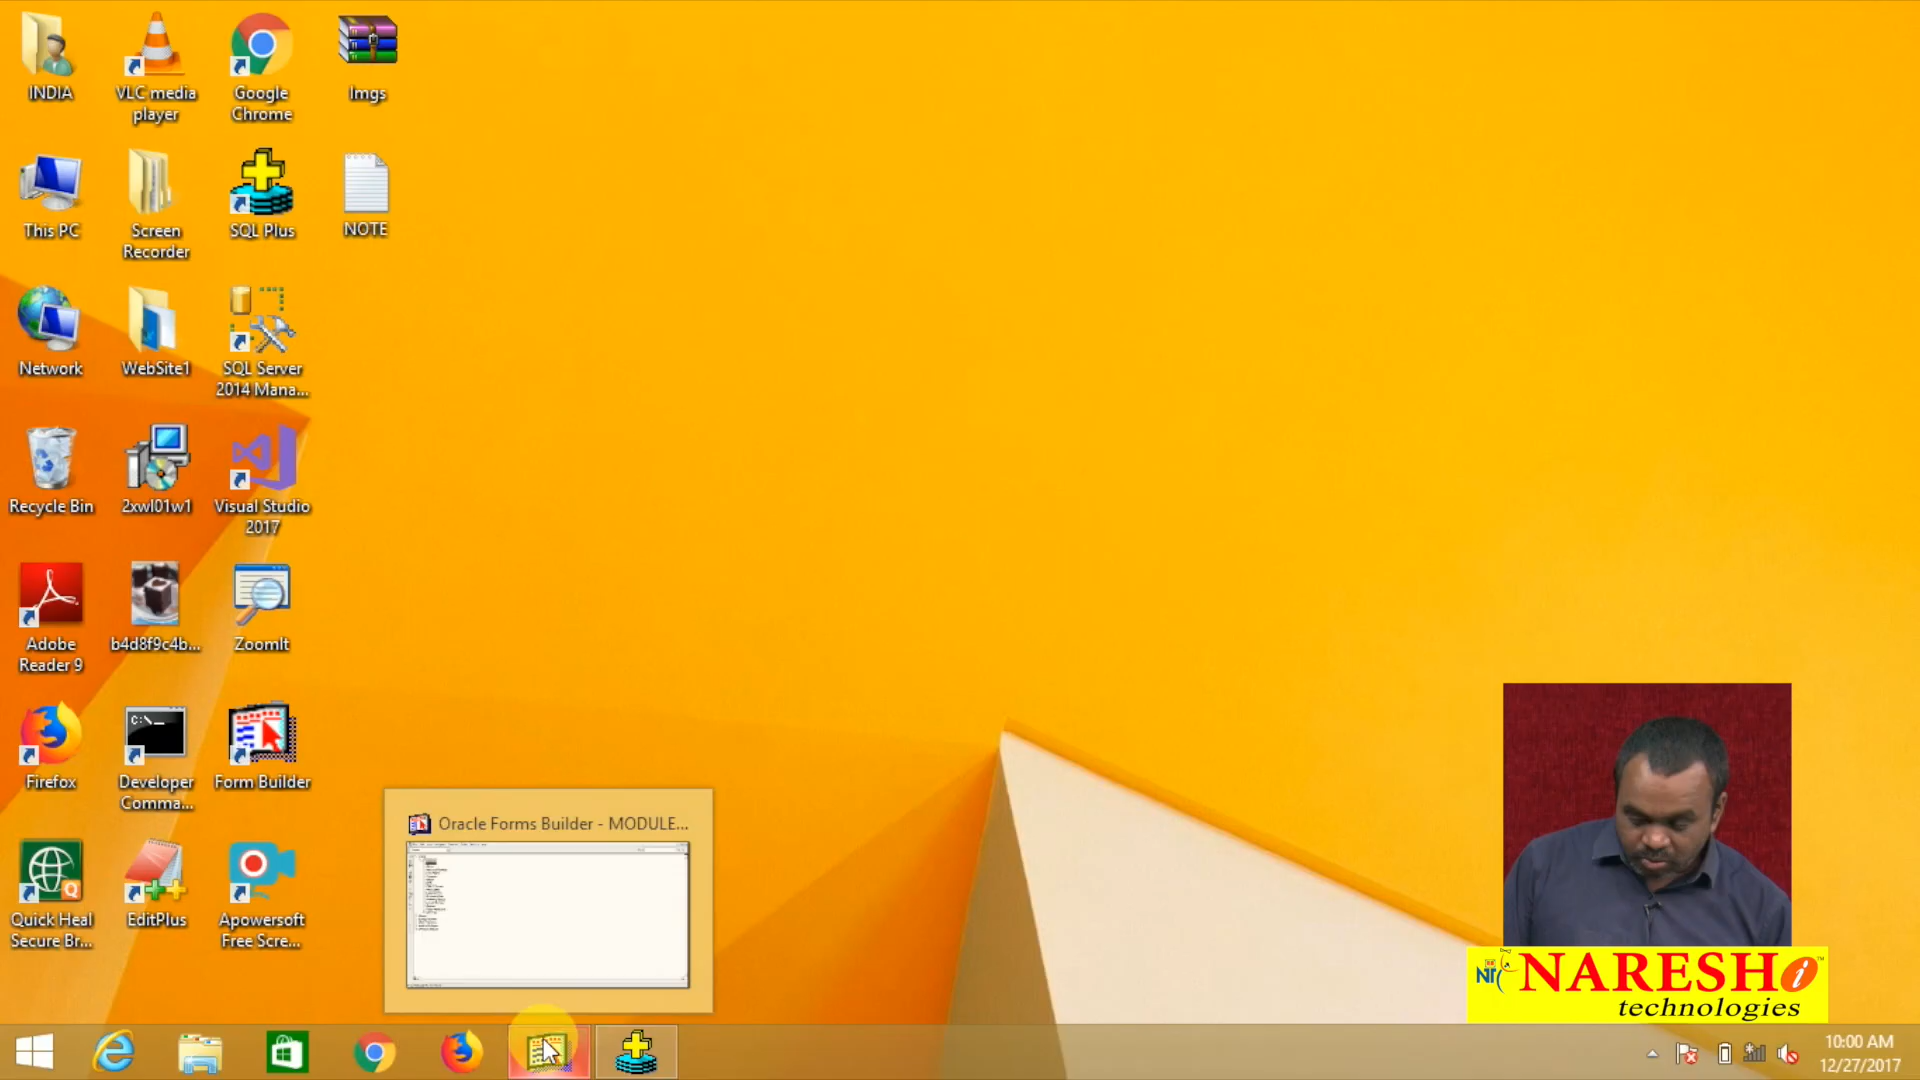 INDIA
VLC media
player
Google
Chrome
Imgs
This PC
Screen
Recorder
SQL Plus
NOTE
Network
WebSite1
SQL Server
2014 Mana...
Recycle Bin
2xwl01w1
Visual Studio
2017
Adobe
Reader 9
b4d8f9c4b...
ZoomIt
Firefox
Developer
Comma...
Form Builder
Quick Heal
Secure Br...
EditPlus
Apowersoft
Free Scre...
Oracle Forms Builder - MODULE...
NARESH i
technologies
10:00 AM
12/27/2017